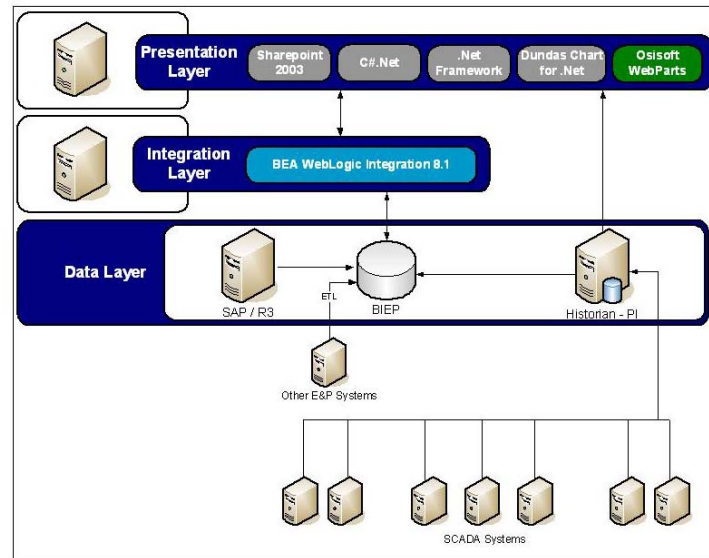 Presentation
Layer
Sharepoint
2003
C#.Net
.Net
Framework
Dundas Chart
for .Net
Osisoft
WebParts
Integration
Layer
BEA WebLogic Integration 8.1
Data Layer
SAP / R3
ETL
BIEP
Historian - PI
Other E&P Systems
SCADA Systems